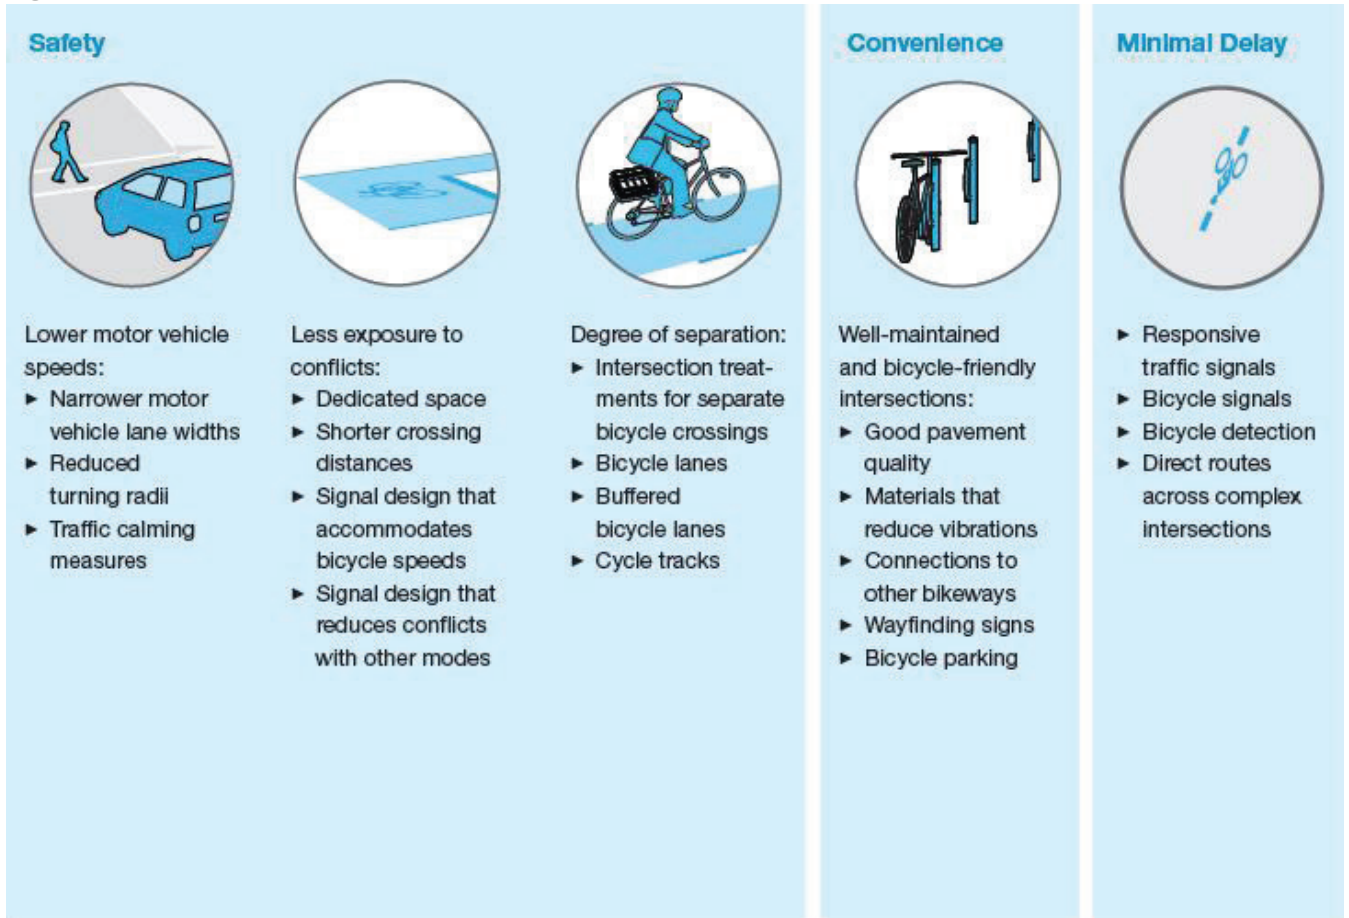 Safety
Lower motor vehicle
speeds:
► Narrower motor
vehicle lane widths
► Reduced
turning radii
► Traffic calming
measures
Less exposure to
conflicts:
► Dedicated space
► Shorter crossing
distances
► Signal design that
accommodates
bicycle speeds
► Signal design that
reduces conflicts
with other modes
Degree of separation:
► Intersection treat-
ments for separate
bicycle crossings
► Bicycle lanes
► Buffered
bicycle lanes
► Cycle tracks
Convenience
Well-maintained
and bicycle-friendly
intersections:
► Good pavement
quality
► Materials that
reduce vibrations
► Connections to
other bikeways
► Wayfinding signs
► Bicycle parking
Minimal Delay
► Responsive
traffic signals
► Bicycle signals
► Bicycle detection
► Direct routes
across complex
intersections